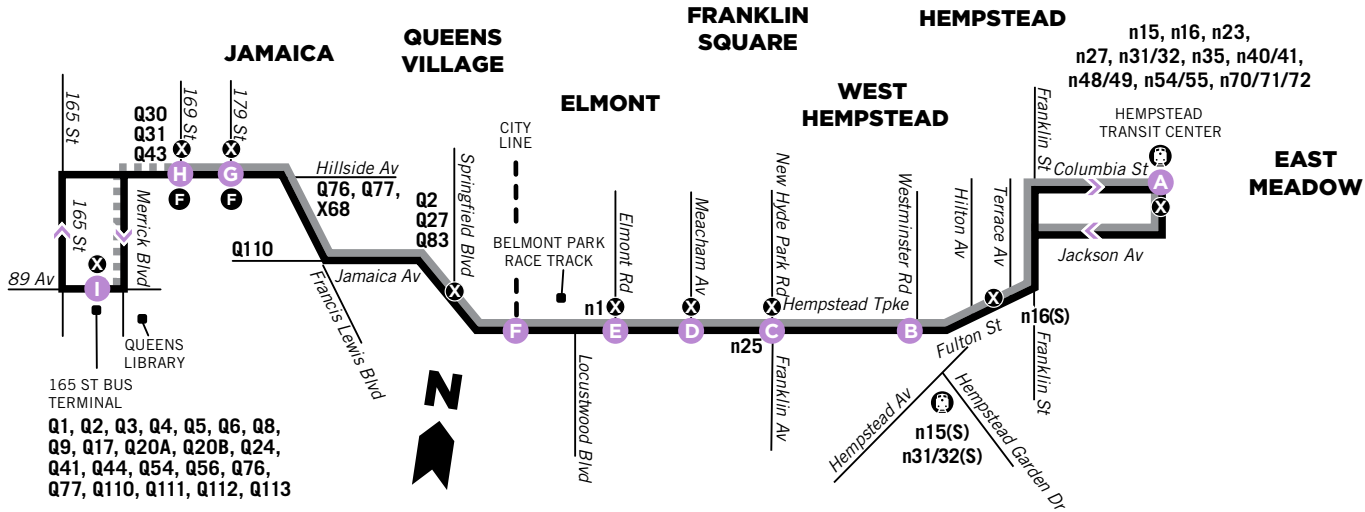 JAMAICA
QUEENS
VILLAGE
ELMONT
FRANKLIN
SQUARE
WEST
HEMPSTEAD
HEMPSTEAD
EAST
MEADOW
n15, n16, n23,
n27, n31/32, n35, n40/41,
n48/49, n54/55, n70/71/72
HEMPSTEAD
TRANSIT CENTER
165 St
Q30
Q31
Q43
169 St
179 St
X
X
H
G
F
F
Hillside Av
Q76, Q77,
X68
165 St
Merrick Blvd
X
I
89 Av
QUEENS
LIBRARY
165 ST BUS
TERMINAL
Q1, Q2, Q3, Q4, Q5, Q6, Q8,
Q9, Q17, Q20A, Q20B, Q24,
Q41, Q44, Q54, Q56, Q76,
Q77, Q110, Q111, Q112, Q113
Q110
Francis Lewis Blvd
Jamaica Av
Q2
Q27
Q83
Springfield Blvd
X
N
CITY
LINE
F
BELMONT PARK
RACE TRACK
Locustwood Blvd
n1
Elmont Rd
X
E
Meacham Av
X
D
New Hyde Park Rd
X
Hempstead Tpke
C
n25
Franklin Av
Westminster Rd
B
Hilton Av
Terrace Av
X
Fulton St
Hempstead Av
n15(S)
n31/32(S)
Hempstead Garden Dr
Franklin St
n16(S)
Franklin St
Columbia St
A
X
Jackson Av